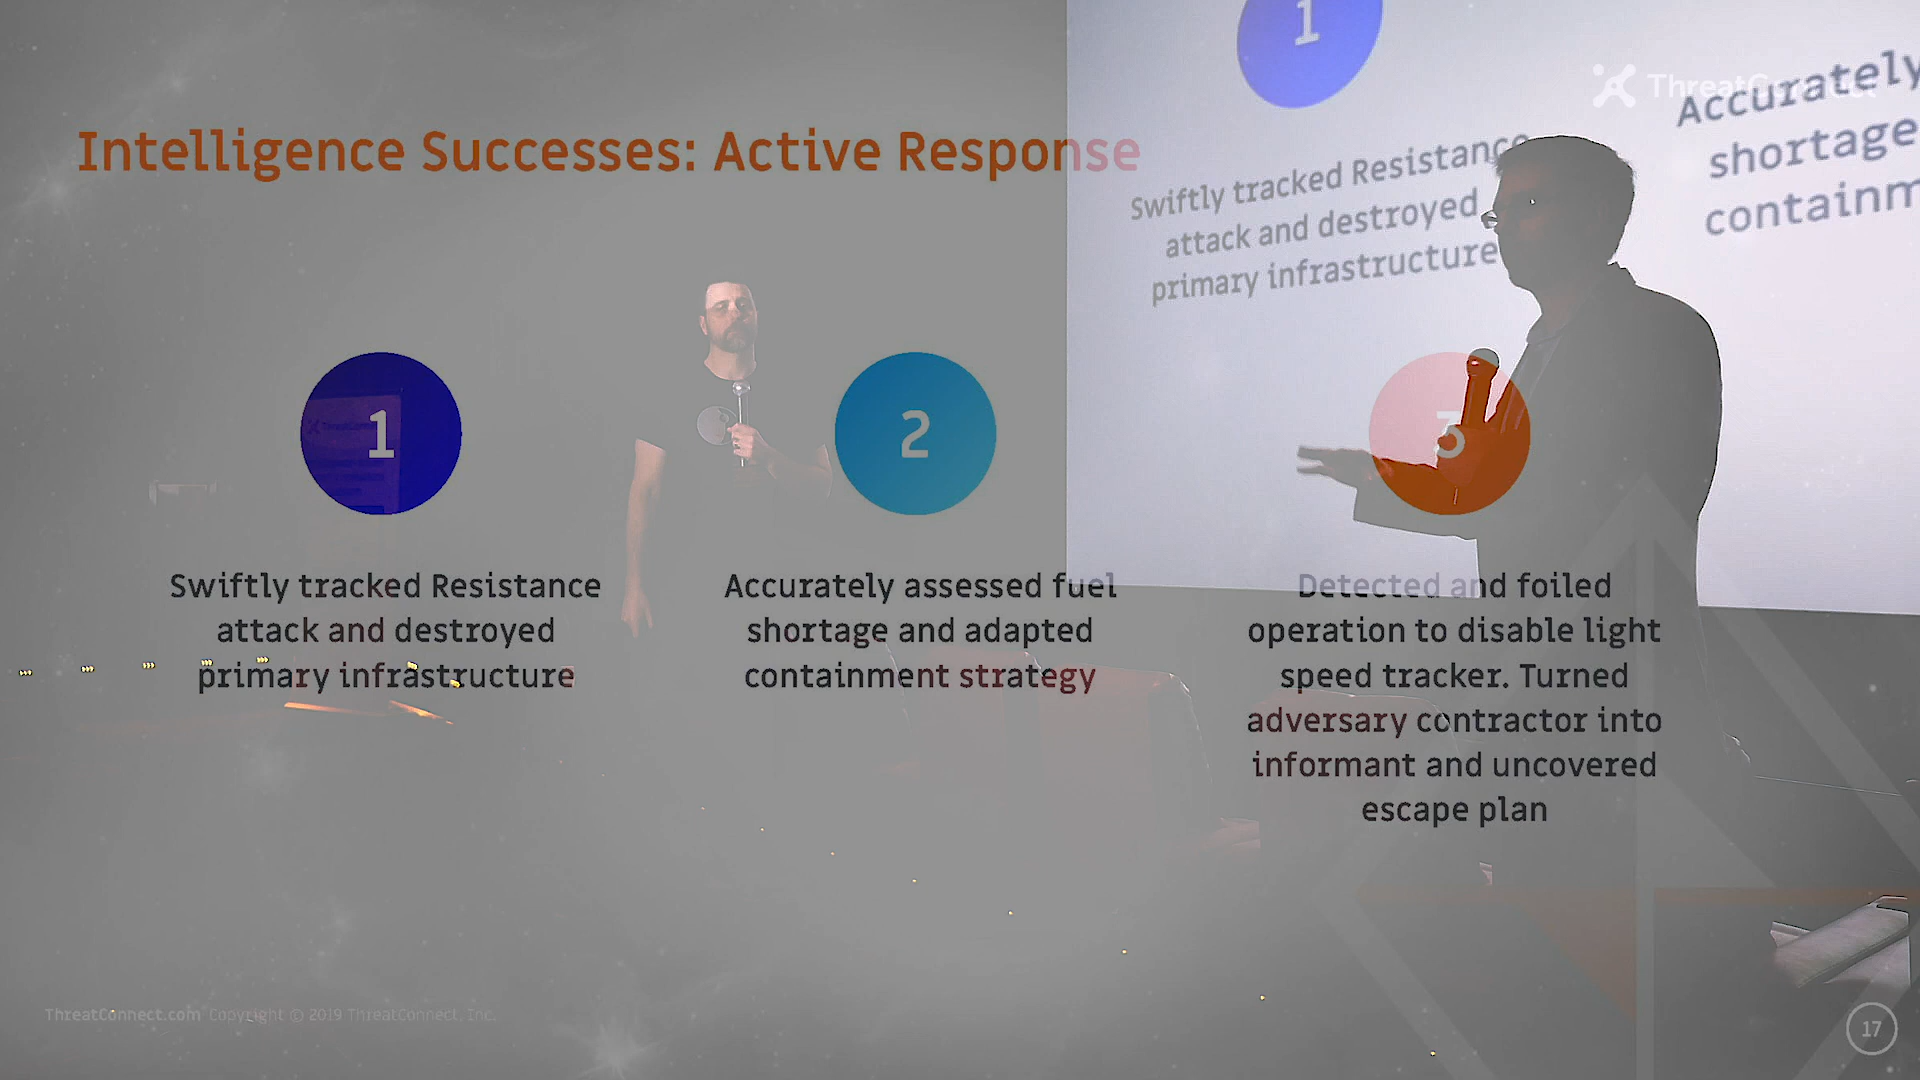 1
ThreatConnect
Accurately
shortage
containm
Swiftly tracked Resistance
attack and destroyed
primary infrastructure
Intelligence Successes: Active Response
1
2
3
Swiftly tracked Resistance
attack and destroyed
primary infrastructure
Accurately assessed fuel
shortage and adapted
containment strategy
Detected and foiled
operation to disable light
speed tracker. Turned
adversary contractor into
informant and uncovered
escape plan
ThreatConnect.com Copyright © 2019 ThreatConnect, Inc.
17